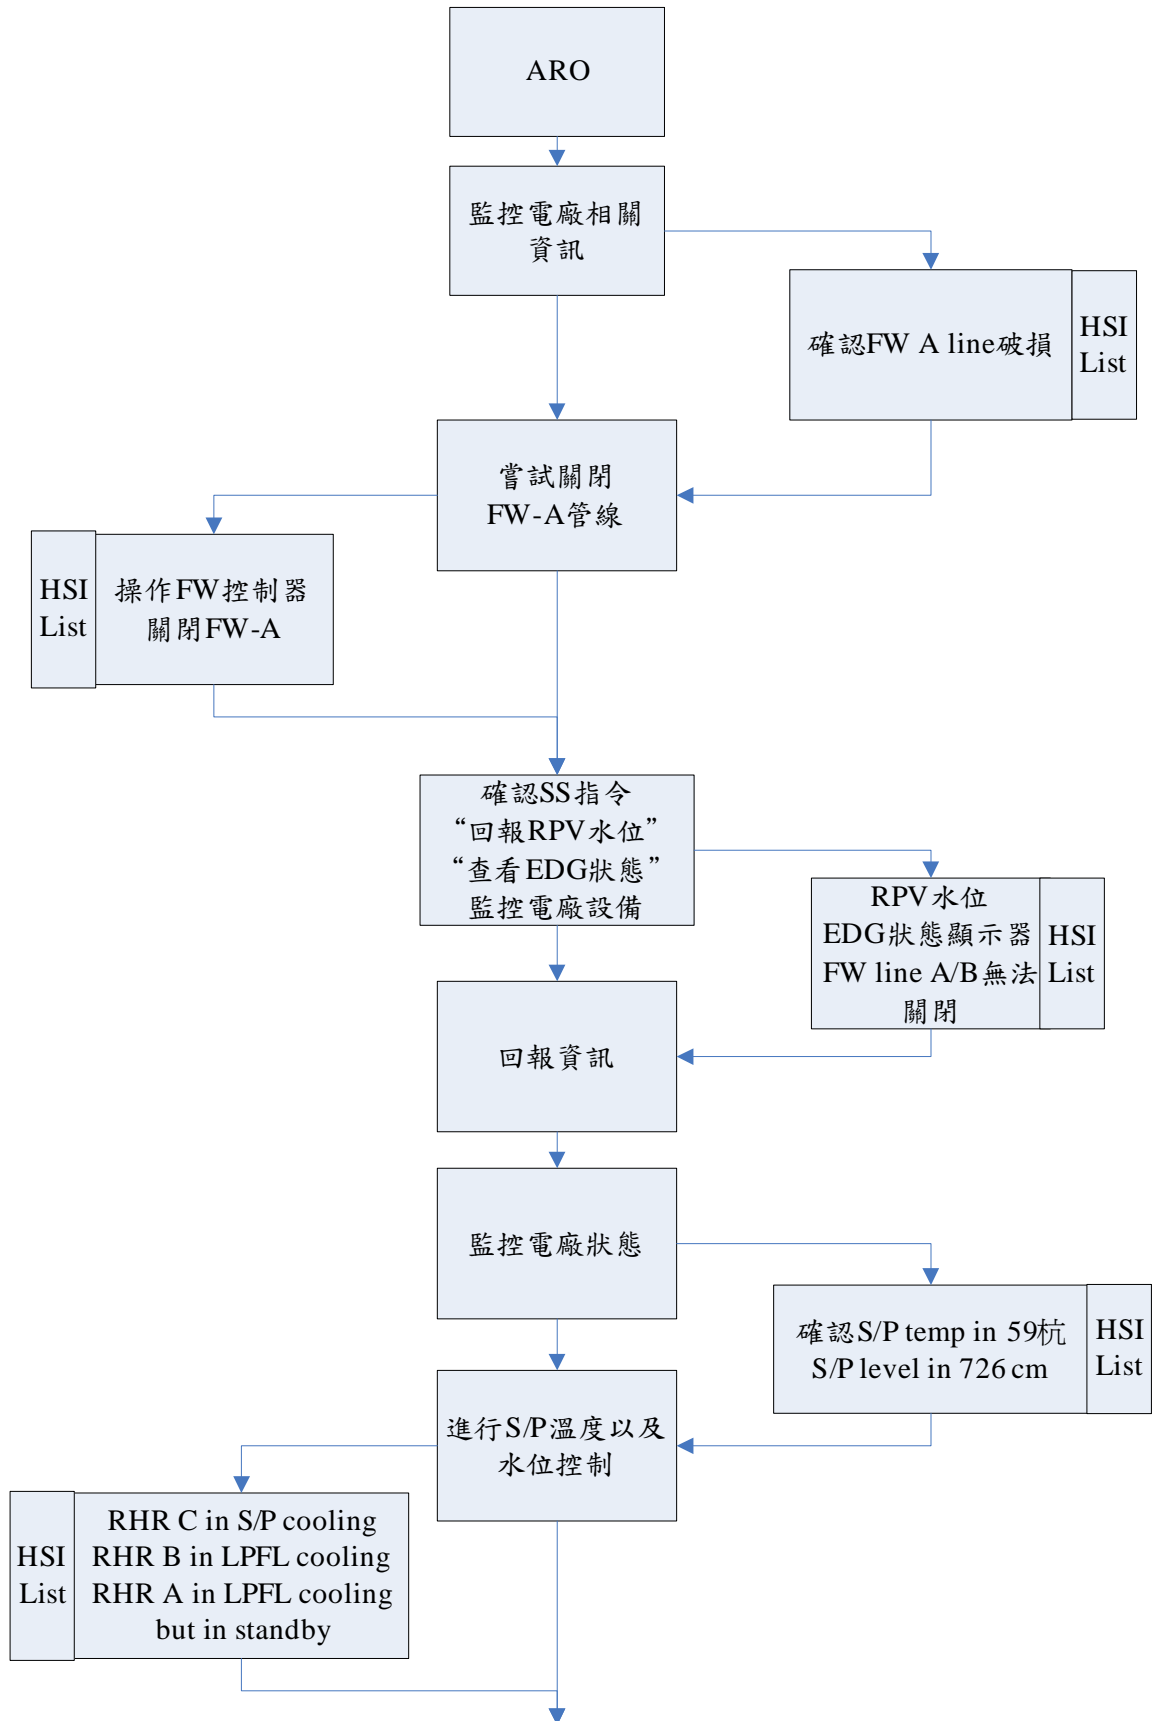 ARO
監控電廠相關
資訊
確認FW A line破損
HSI
List
嘗試關閉
FW-A管線
HSI
List
操作FW控制器
關閉FW-A
確認SS指令
“回報RPV水位”
“查看EDG狀態”
監控電廠設備
RPV水位
EDG狀態顯示器
FW line A/B無法
關閉
HSI
List
回報資訊
監控電廠狀態
確認S/P temp in 59杭
S/P level in 726 cm
HSI
List
進行S/P溫度以及
水位控制
HSI
List
RHR C in S/P cooling
RHR B in LPFL cooling
RHR A in LPFL cooling
but in standby